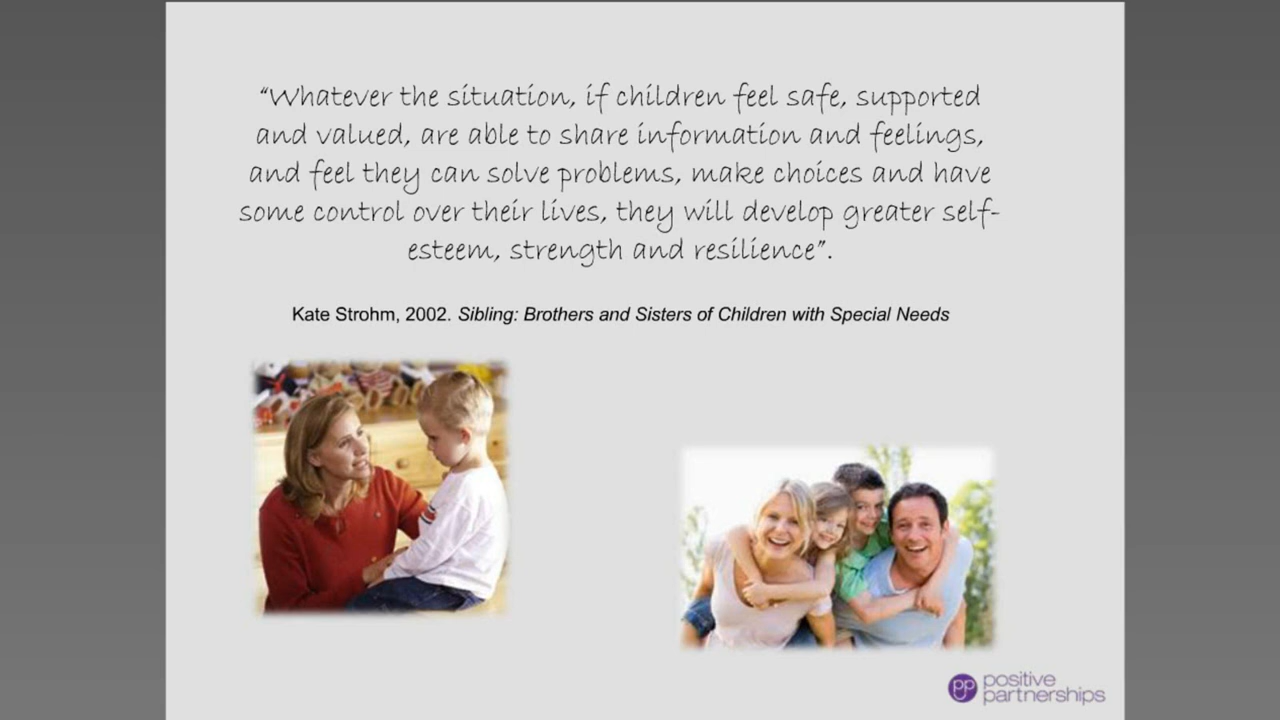 “Whatever the situation, if children feel safe, supported
and valued, are able to share information and feelings,
and feel they can solve problems, make choices and have
some control over their lives, they will develop greater self-
esteem, strength and resilience”.
Kate Strohm, 2002. Sibling: Brothers and Sisters of Children with Special Needs
pp
positive
partnerships